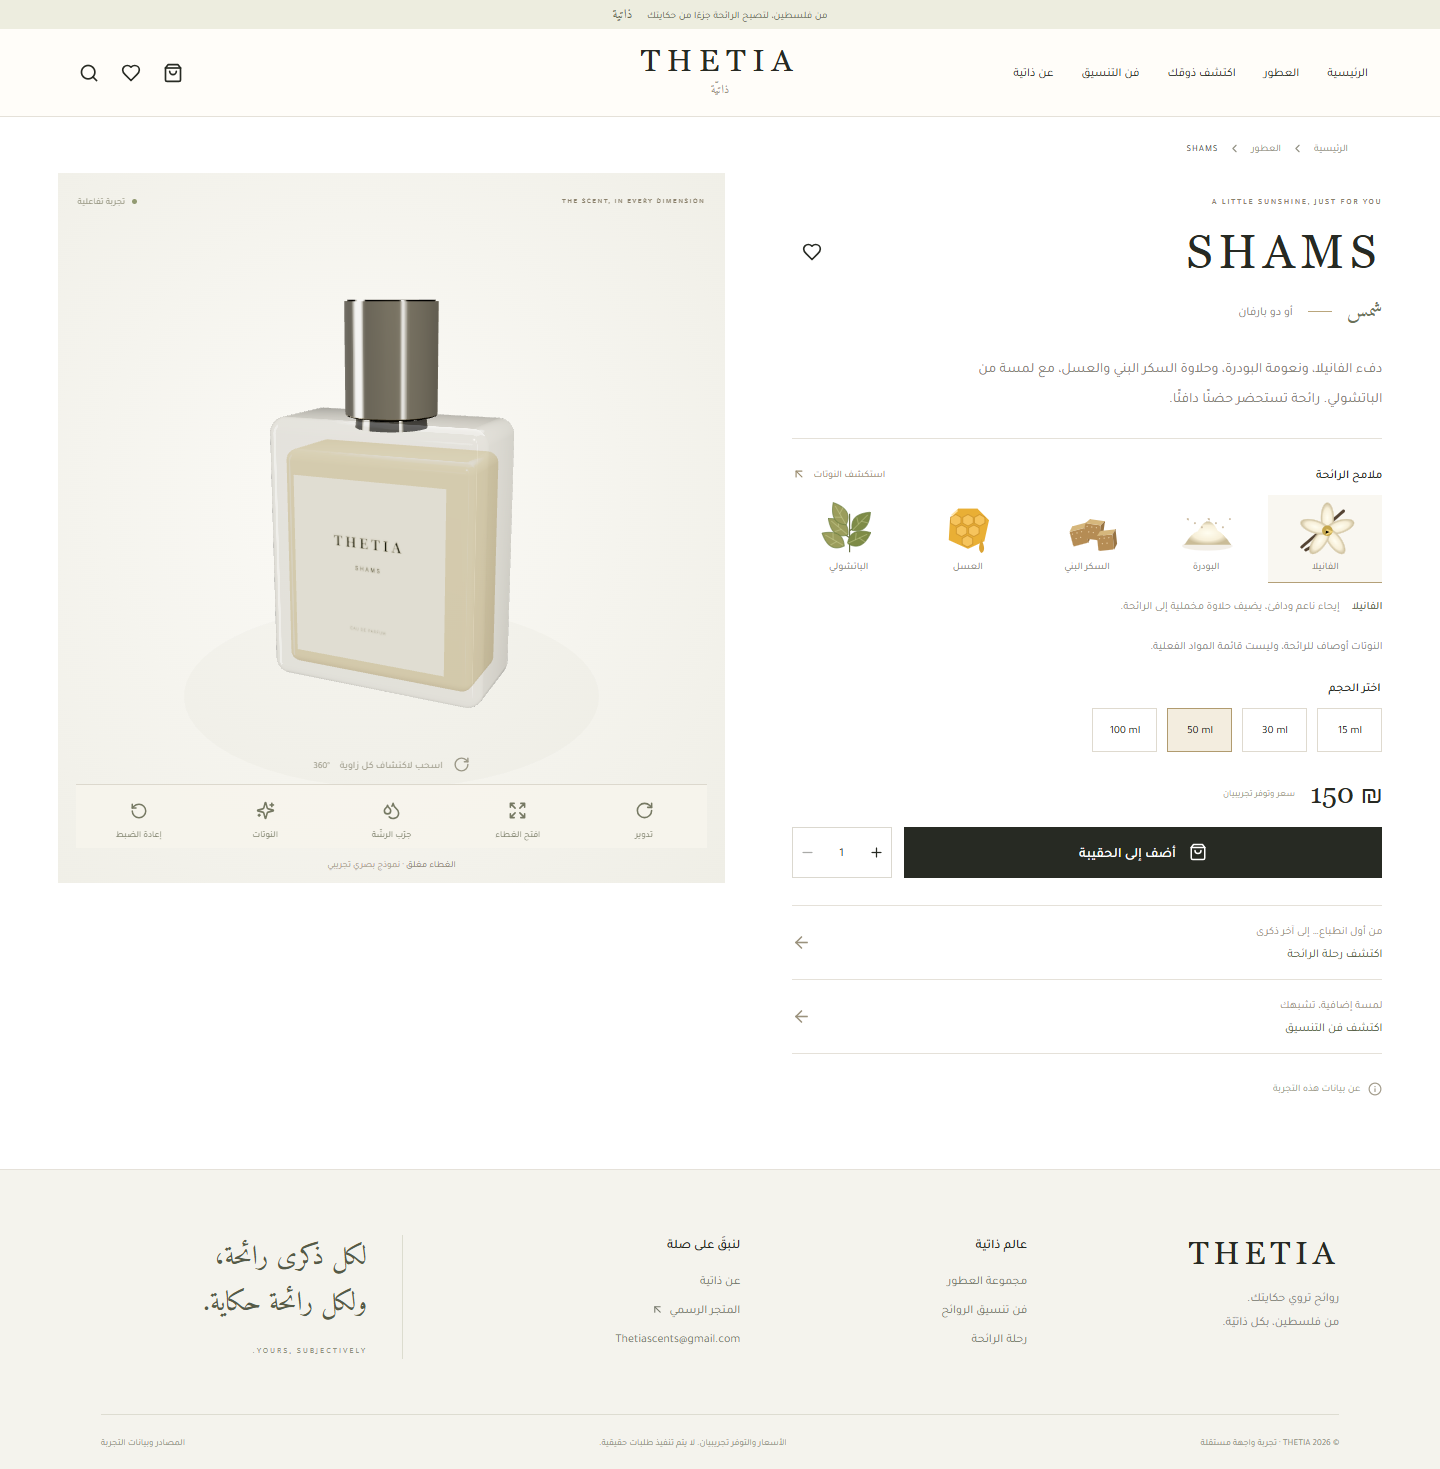 من فلسطين، لتصبح الرائحة جزءًا من حكايتك ذاتيّة
الرئيسية العطور اكتشف ذوقك فن التنسيق عن ذاتية
THETIA
ذاتيّة
الرئيسية العطور SHAMS
A LITTLE SUNSHINE, JUST FOR YOU
SHAMS
شمس — أو دو بارفان
دفء الفانيلا، ونعومة البودرة، وحلاوة السكر البني والعسل، مع لمسة من
الباتشولي. رائحة تستحضر حضنًا دافئًا.
ملامح الرائحة
استكشف النوتات
الفانيلا
البودرة
السكر البني
العسل
الباتشولي
الفانيلا إيحاء ناعم ودافئ، يضيف حلاوة مخملية إلى الرائحة.
النوتات أوصاف للرائحة، وليست قائمة المواد الفعلية.
اختر الحجم
15 ml
30 ml
50 ml
100 ml
₪ 150 سعر وتوفر تجريبيان
أضف إلى الحقيبة
+ 1 −
من أول انطباع… إلى آخر ذكرى
اكتشف رحلة الرائحة
لمسة إضافية، تشبهك
اكتشف فن التنسيق
عن بيانات هذه التجربة
THE SCENT, IN EVERY DIMENSION
تجربة تفاعلية
THETIA
SHAMS
EAU DE PARFUM
اسحب لاكتشاف كل زاوية 360°
تدوير
افتح الغطاء
جرّب الرشّة
النوتات
إعادة الضبط
الغطاء مغلق · نموذج بصري تجريبي
THETIA
روائح تروي حكايتك.
من فلسطين، بكل ذاتيّة.
عالم ذاتية
مجموعة العطور
فن تنسيق الروائح
رحلة الرائحة
لنبقَ على صلة
عن ذاتية
المتجر الرسمي
Thetiascents@gmail.com
لكل ذكرى رائحة،
ولكل رائحة حكاية.
.YOURS, SUBJECTIVELY
© 2026 THETIA · تجربة واجهة مستقلة
الأسعار والتوفر تجريبيان. لا يتم تنفيذ طلبات حقيقية.
المصادر وبيانات التجربة